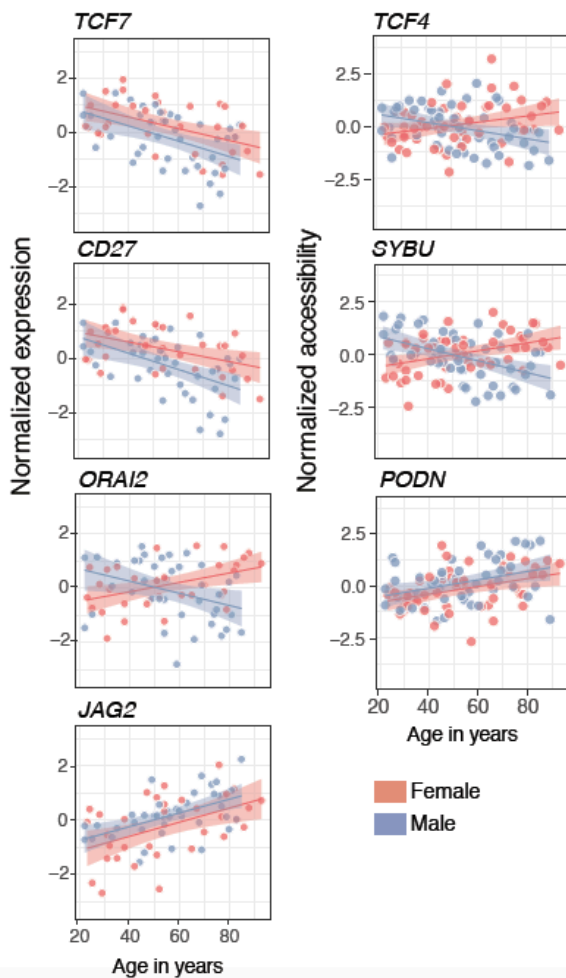 TCF7
TCF4
2
0
−2
2.5
0.0
−2.5
CD27
SYBU
2
0
−2
2.5
0.0
−2.5
Normalized expression
Normalized accessibility
ORAI2
PODN
2
0
−2
2.5
0.0
−2.5
20 40 60 80
Age in years
JAG2
2
0
−2
20 40 60 80
Age in years
Female
Male